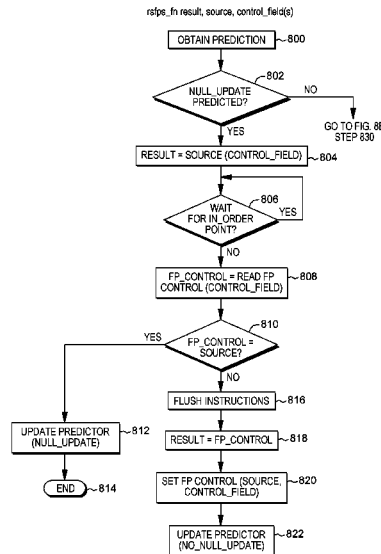 rsfps_fn result, source, control_field(s)
OBTAIN PREDICTION
800
802
NULL_UPDATE
PREDICTED?
NO
YES
GO TO FIG. 8B
STEP 830
RESULT = SOURCE (CONTROL_FIELD)
804
806
WAIT
FOR IN_ORDER
POINT?
YES
NO
FP_CONTROL = READ FP
CONTROL (CONTROL_FIELD)
808
810
YES
FP_CONTROL =
SOURCE?
NO
FLUSH INSTRUCTIONS
816
UPDATE PREDICTOR
(NULL_UPDATE)
812
RESULT = FP_CONTROL
818
END
814
SET FP CONTROL (SOURCE,
CONTROL_FIELD)
820
UPDATE PREDICTOR
(NO_NULL_UPDATE)
822